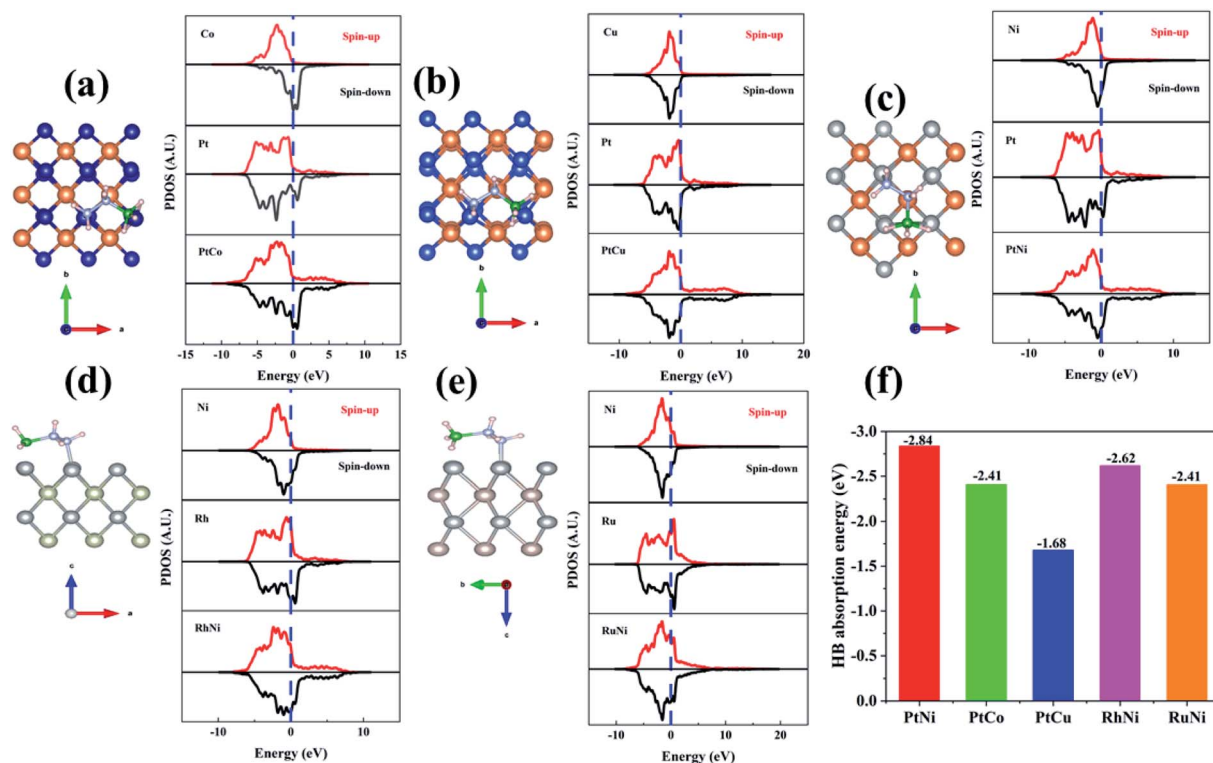 (a)
Co
Spin-up
Spin-down
Pt
PtCo
PDOS (A.U.)
b
c
a
-15 -10 -5 0 5 10 15
Energy (eV)
(b)
Cu
Spin-up
Spin-down
Pt
PtCu
PDOS (A.U.)
b
c
a
-10 0 10 20
Energy (eV)
(c)
Ni
Spin-up
Spin-down
Pt
PtNi
PDOS (A.U.)
b
c
a
-10 0 10
Energy (eV)
(d)
Ni
Spin-up
Spin-down
Rh
RhNi
PDOS (A.U.)
c
a
-10 0 10
Energy (eV)
(e)
Ni
Spin-up
Spin-down
Ru
RuNi
PDOS (A.U.)
b
c
-10 0 10 20
Energy (eV)
(f)
HB absorption energy (eV)
-3.0
-2.5
-2.0
-1.5
-1.0
-0.5
0.0
-2.84
-2.41
-1.68
-2.62
-2.41
PtNi PtCo PtCu RhNi RuNi